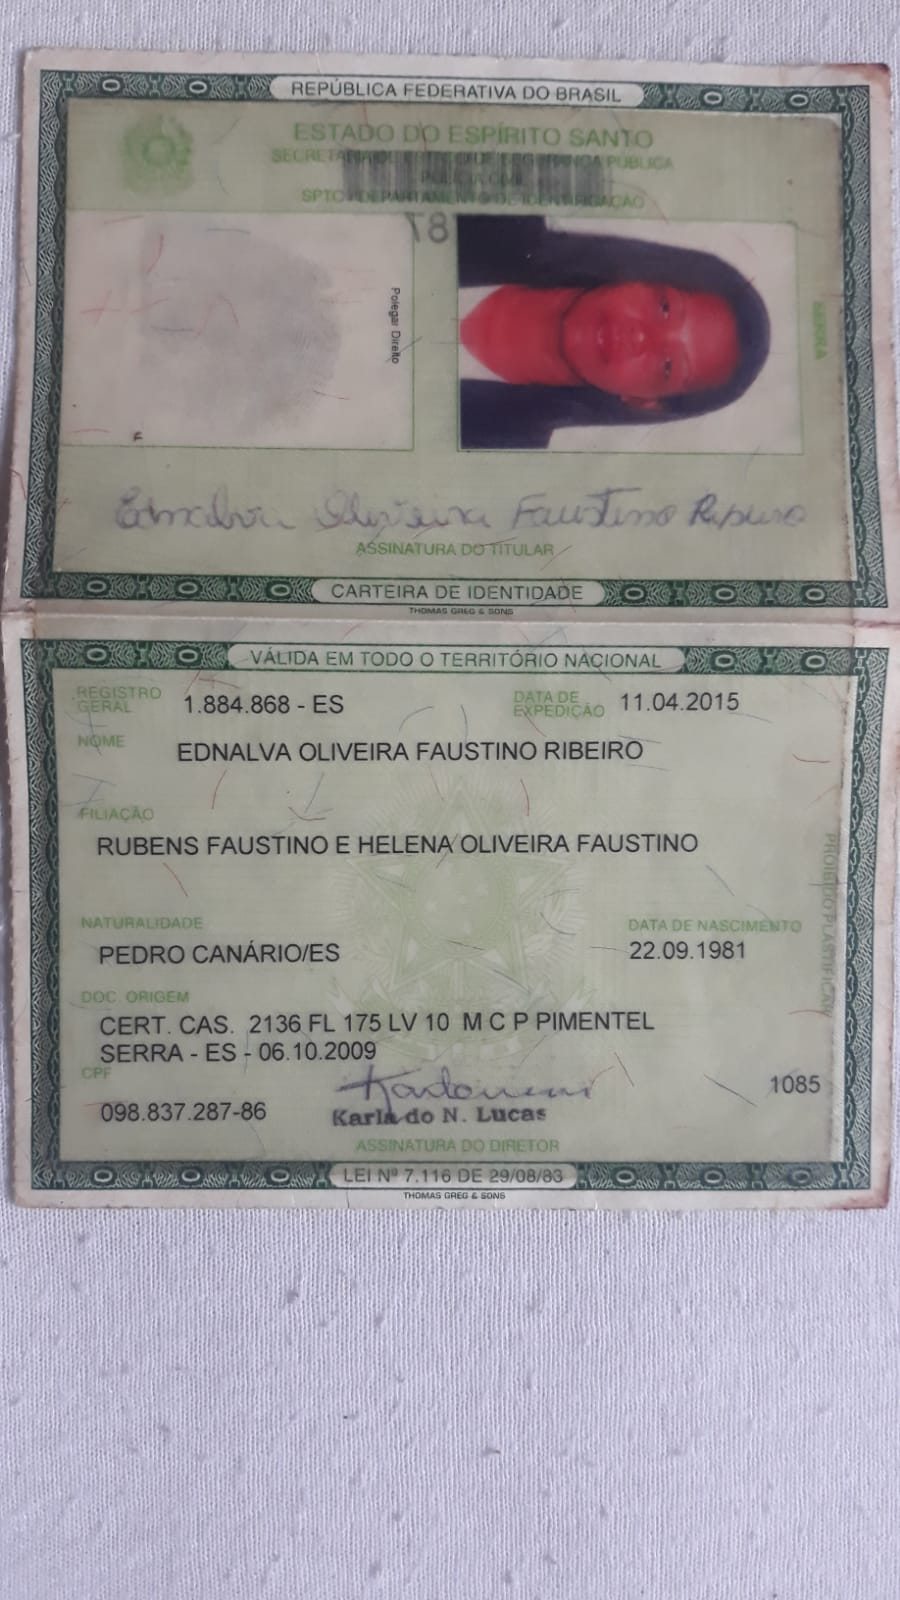 REPÚBLICA FEDERATIVA DO BRASIL
ESTADO DO ESPÍRITO SANTO
SECRETARIA DE ESTADO DE SEGURANÇA PÚBLICA
POLÍCIA CIVIL
SPTC - DEPARTAMENTO DE IDENTIFICAÇÃO
Polegar Direito
SERRA
Ednalva Oliveira Faustino Ribeiro
ASSINATURA DO TITULAR
CARTEIRA DE IDENTIDADE
THOMAS GREG & SONS
VÁLIDA EM TODO O TERRITÓRIO NACIONAL
REGISTRO GERAL 1.884.868 - ES DATA DE EXPEDIÇÃO 11.04.2015
NOME
EDNALVA OLIVEIRA FAUSTINO RIBEIRO
FILIAÇÃO
RUBENS FAUSTINO E HELENA OLIVEIRA FAUSTINO
PROIBIDO PLASTIFICAR
NATURALIDADE DATA DE NASCIMENTO
PEDRO CANÁRIO/ES 22.09.1981
DOC. ORIGEM
CERT. CAS. 2136 FL 175 LV 10 M C P PIMENTEL
SERRA - ES - 06.10.2009
CPF
098.837.287-86 1085
Karla do N. Lucas
ASSINATURA DO DIRETOR
LEI Nº 7.116 DE 29/08/83
THOMAS GREG & SONS